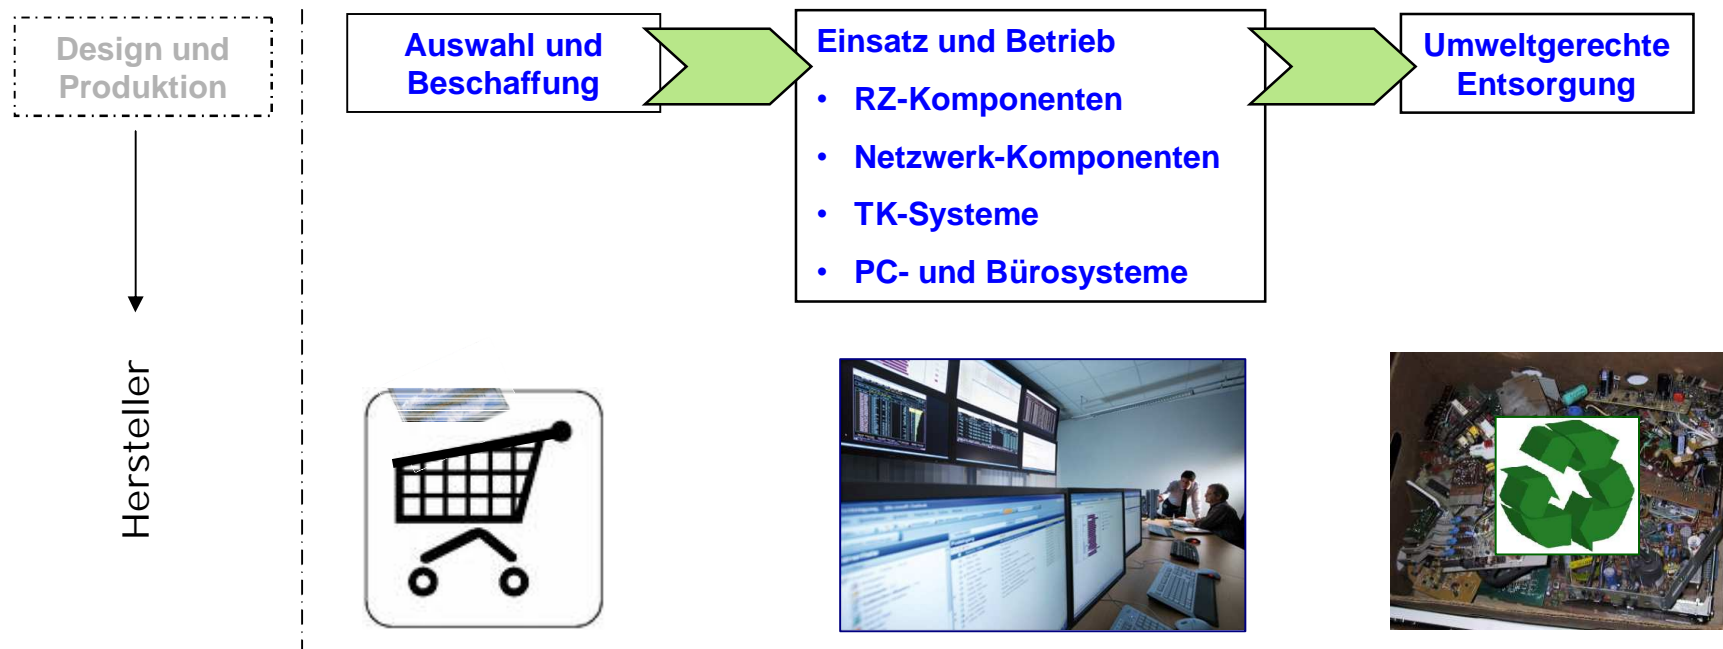 Design und
Produktion
Hersteller
Auswahl und
Beschaffung
Einsatz und Betrieb
• RZ-Komponenten
• Netzwerk-Komponenten
• TK-Systeme
• PC- und Bürosysteme
Umweltgerechte
Entsorgung